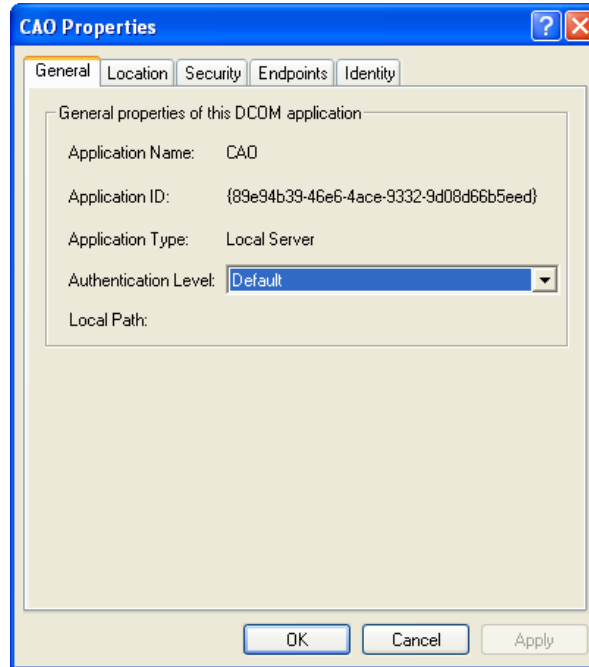 CAO Properties
General Location Security Endpoints Identity
General properties of this DCOM application
Application Name: CAO
Application ID: {89e94b39-46e6-4ace-9332-9d08d66b5eed}
Application Type: Local Server
Authentication Level: Default
Local Path:
OK Cancel Apply